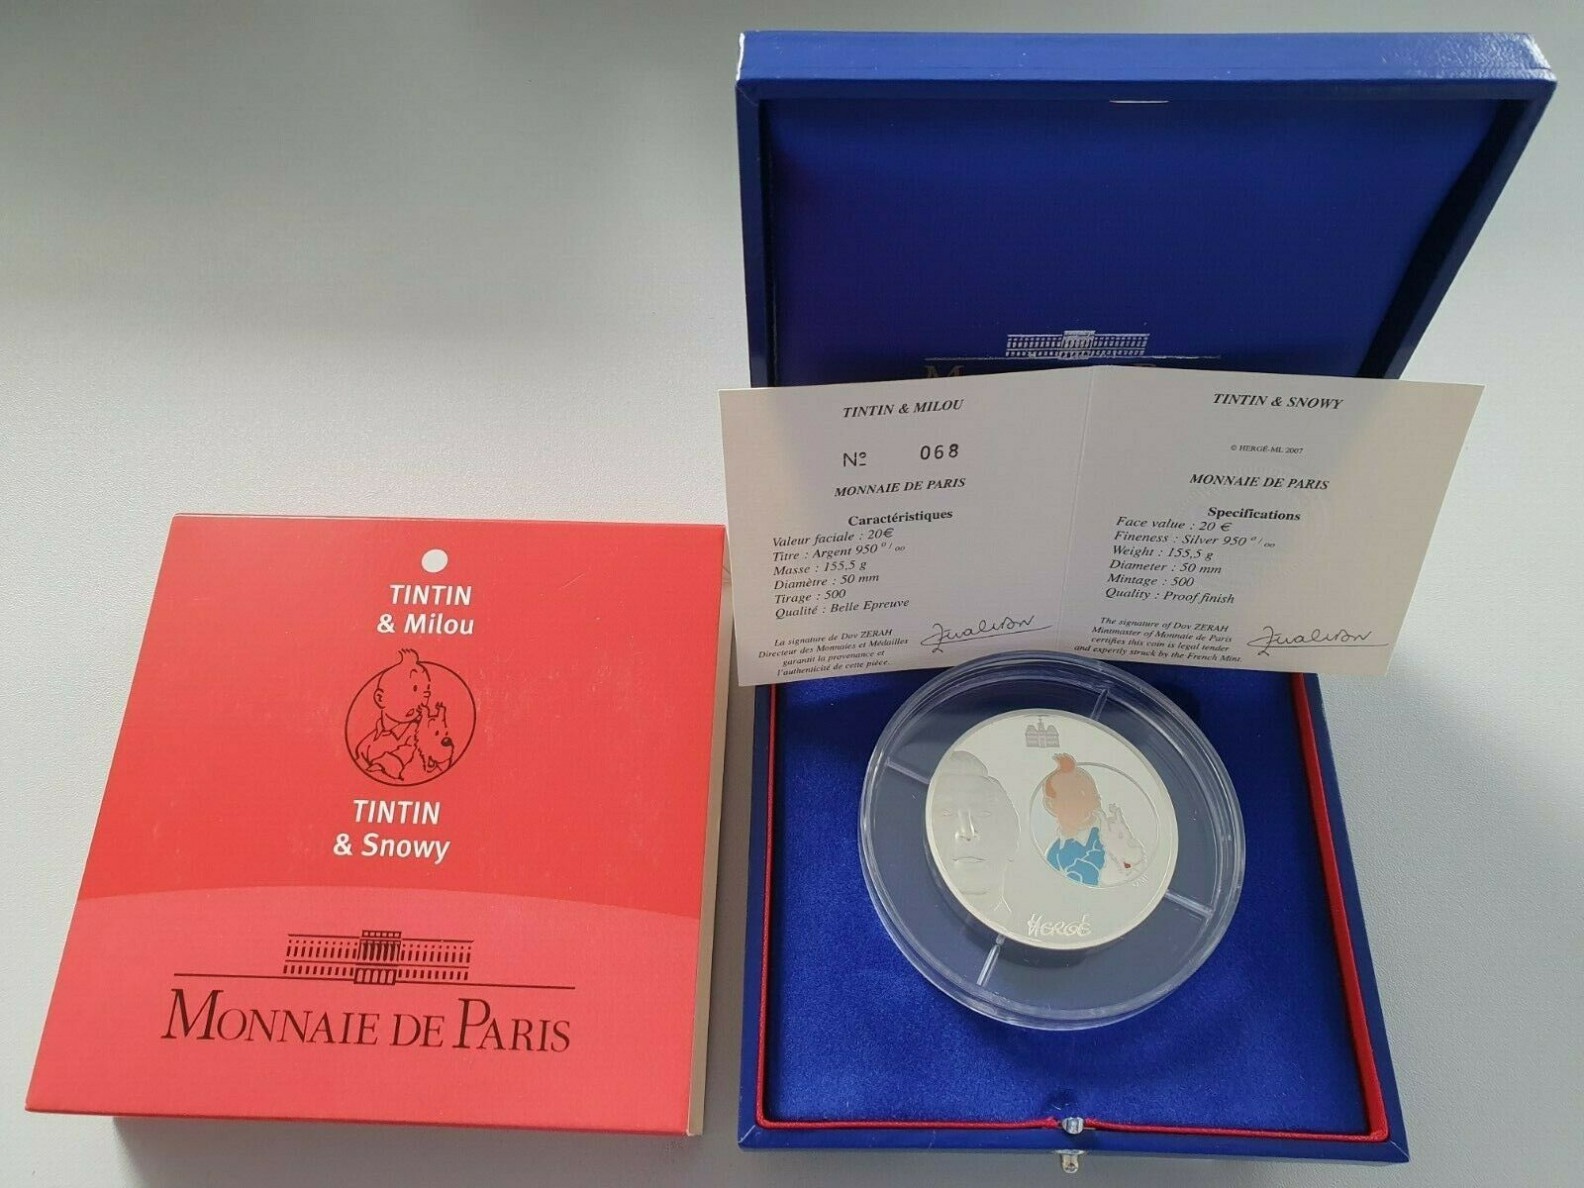 TINTIN
& Milou
TINTIN
& Snowy
MONNAIE DE PARIS
TINTIN & MILOU
Nº 068
MONNAIE DE PARIS
Caractéristiques
Valeur faciale : 20€
Titre : Argent 950 º/ₒₒ
Masse : 155,5 g
Diamètre : 50 mm
Tirage : 500
Qualité : Belle Epreuve
La signature de Dov ZERAH
Directeur des Monnaies et Médailles
garantit la provenance et
l'authenticité de cette pièce.
TINTIN & SNOWY
© HERGÉ-ML 2007
MONNAIE DE PARIS
Specifications
Face value : 20 €
Fineness : Silver 950 º/ₒₒ
Weight : 155,5 g
Diameter : 50 mm
Mintage : 500
Quality : Proof finish
The signature of Dov ZERAH
Mintmaster of Monnaie de Paris
certifies this coin is legal tender
and expertly struck by the French Mint.
HERGÉ